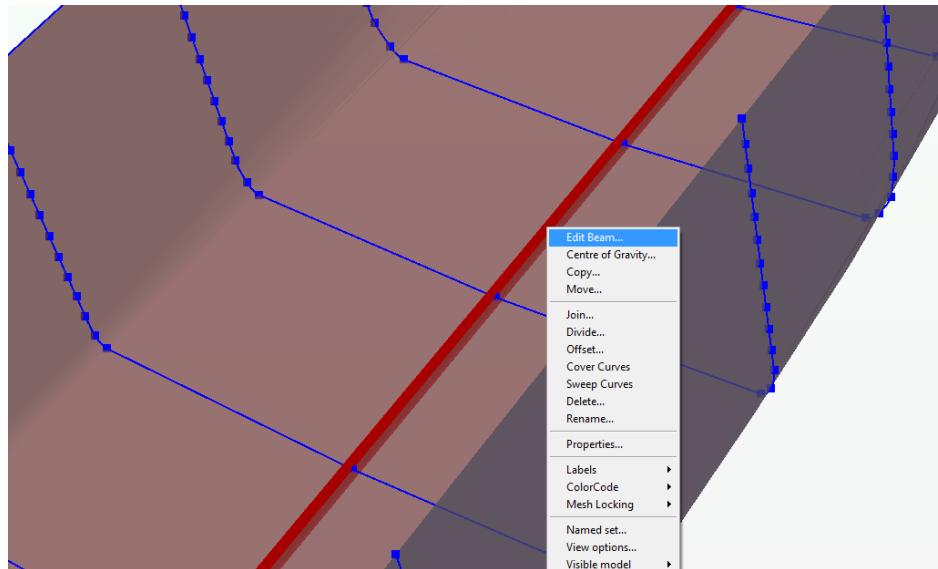 Edit Beam...
Centre of Gravity...
Copy...
Move...
Join...
Divide...
Offset...
Cover Curves
Sweep Curves
Delete...
Rename...
Properties...
Labels
ColorCode
Mesh Locking
Named set...
View options...
Visible model